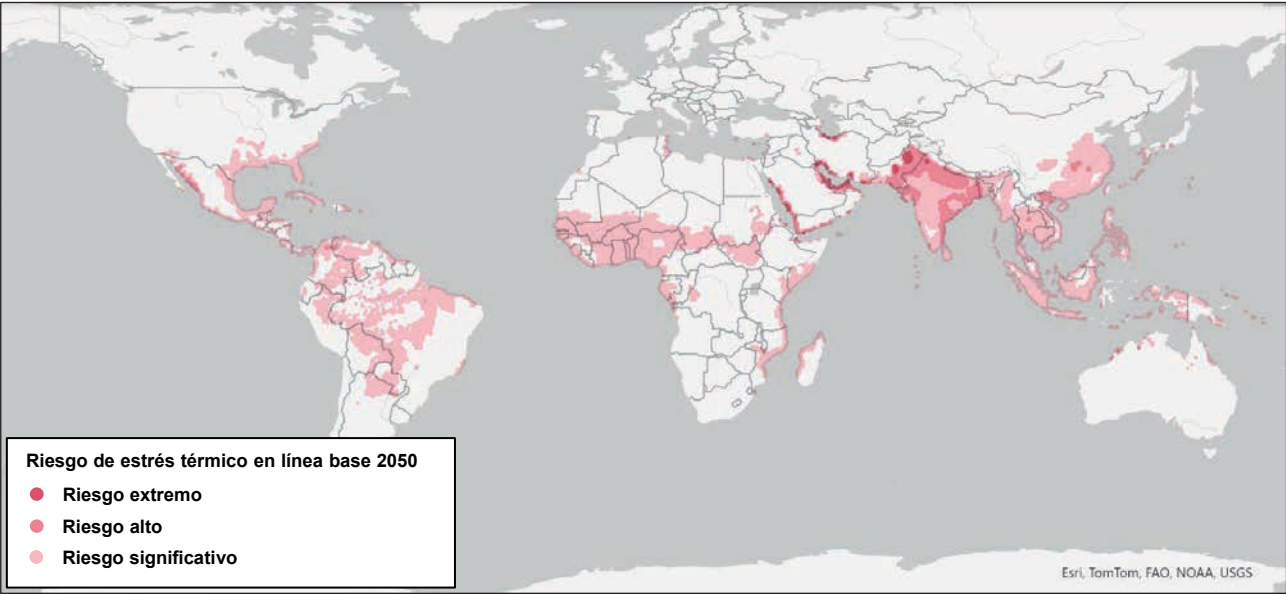 Riesgo de estrés térmico en línea base 2050
Riesgo extremo
Riesgo alto
Riesgo significativo
Esri, TomTom, FAO, NOAA, USGS